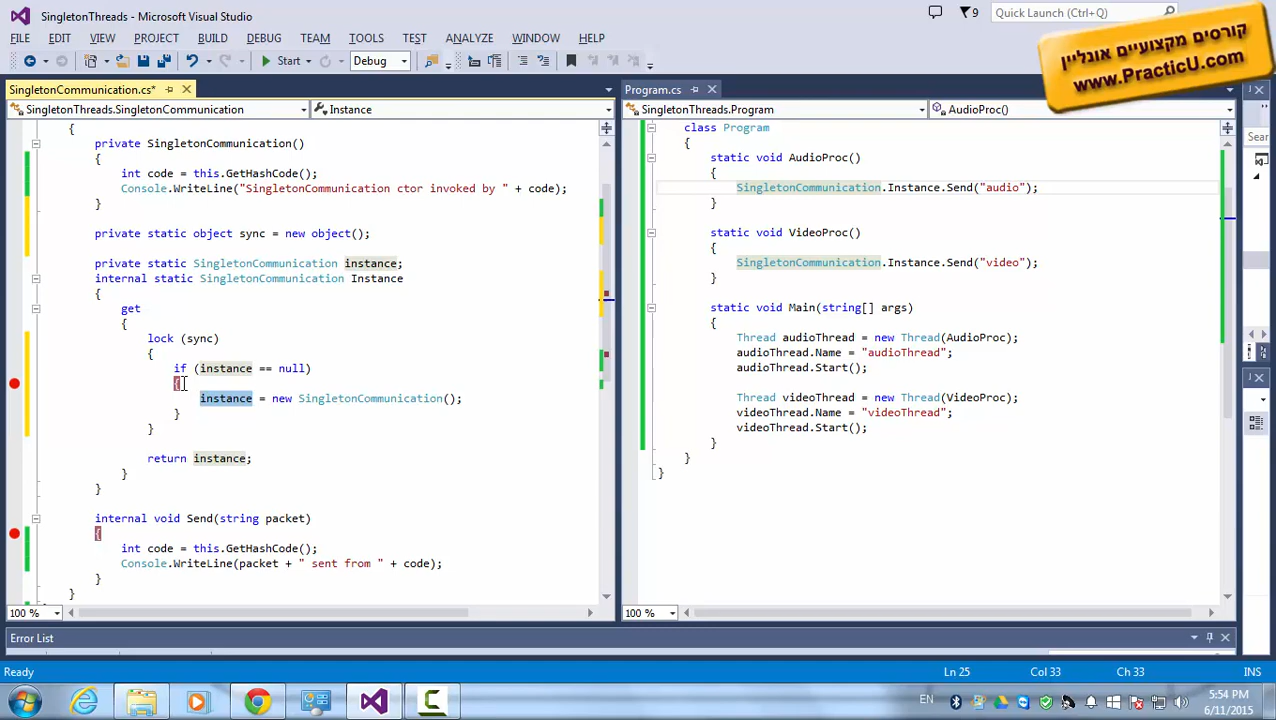 SingletonThreads - Microsoft Visual Studio
9
Quick Launch (Ctrl+Q)
קורסים מקצועיים אונליין
www.PracticU.com
FILE EDIT VIEW PROJECT BUILD DEBUG TEAM TOOLS TEST ANALYZE WINDOW HELP
Start Debug
SingletonCommunication.cs*
SingletonThreads.SingletonCommunication Instance
{
private SingletonCommunication()
{
int code = this.GetHashCode();
Console.WriteLine("SingletonCommunication ctor invoked by " + code);
}
private static object sync = new object();
private static SingletonCommunication instance;
internal static SingletonCommunication Instance
{
get
{
lock (sync)
{
if (instance == null)
{
instance = new SingletonCommunication();
}
}
return instance;
}
}
internal void Send(string packet)
{
int code = this.GetHashCode();
Console.WriteLine(packet + " sent from " + code);
}
}
100 %
Program.cs
SingletonThreads.Program AudioProc()
class Program
{
static void AudioProc()
{
SingletonCommunication.Instance.Send("audio");
}
static void VideoProc()
{
SingletonCommunication.Instance.Send("video");
}
static void Main(string[] args)
{
Thread audioThread = new Thread(AudioProc);
audioThread.Name = "audioThread";
audioThread.Start();
Thread videoThread = new Thread(VideoProc);
videoThread.Name = "videoThread";
videoThread.Start();
}
}
}
100 %
Sear
Error List
Ready Ln 25 Col 33 Ch 33 INS
EN
5:54 PM
6/11/2015